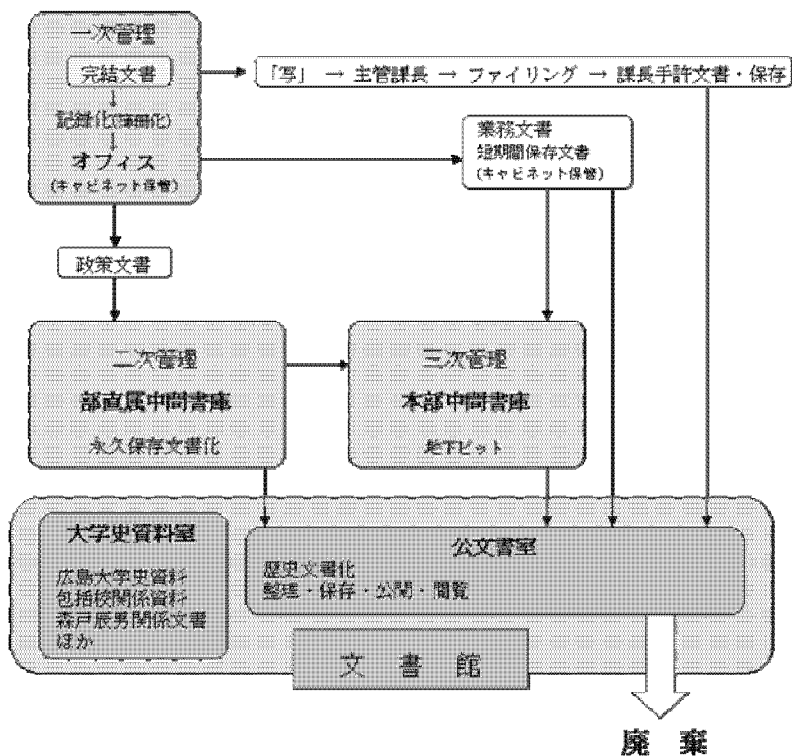 一次管理
完結文書
↓
記録化(簿冊化)
↓
オフィス
(キャビネット保管)
「写」 → 主管課長 → ファイリング → 課長手許文書・保存
業務文書
短期間保存文書
(キャビネット保管)
政策文書
二次管理
部直属中間書庫
永久保存文書化
三次管理
本部中間書庫
地下ピット
大学史資料室
広島大学史資料
包括校関係資料
森戸辰男関係文書
ほか
公文書室
歴史文書化
整理・保存・公開・閲覧
文書館
廃棄